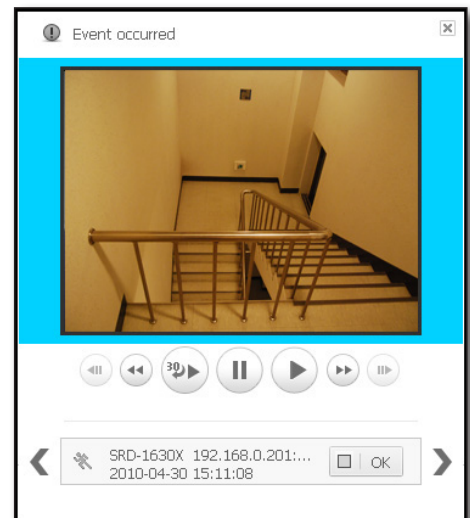 Event occurred
30
SRD-1630X 192.168.0.201:...
2010-04-30 15:11:08
OK